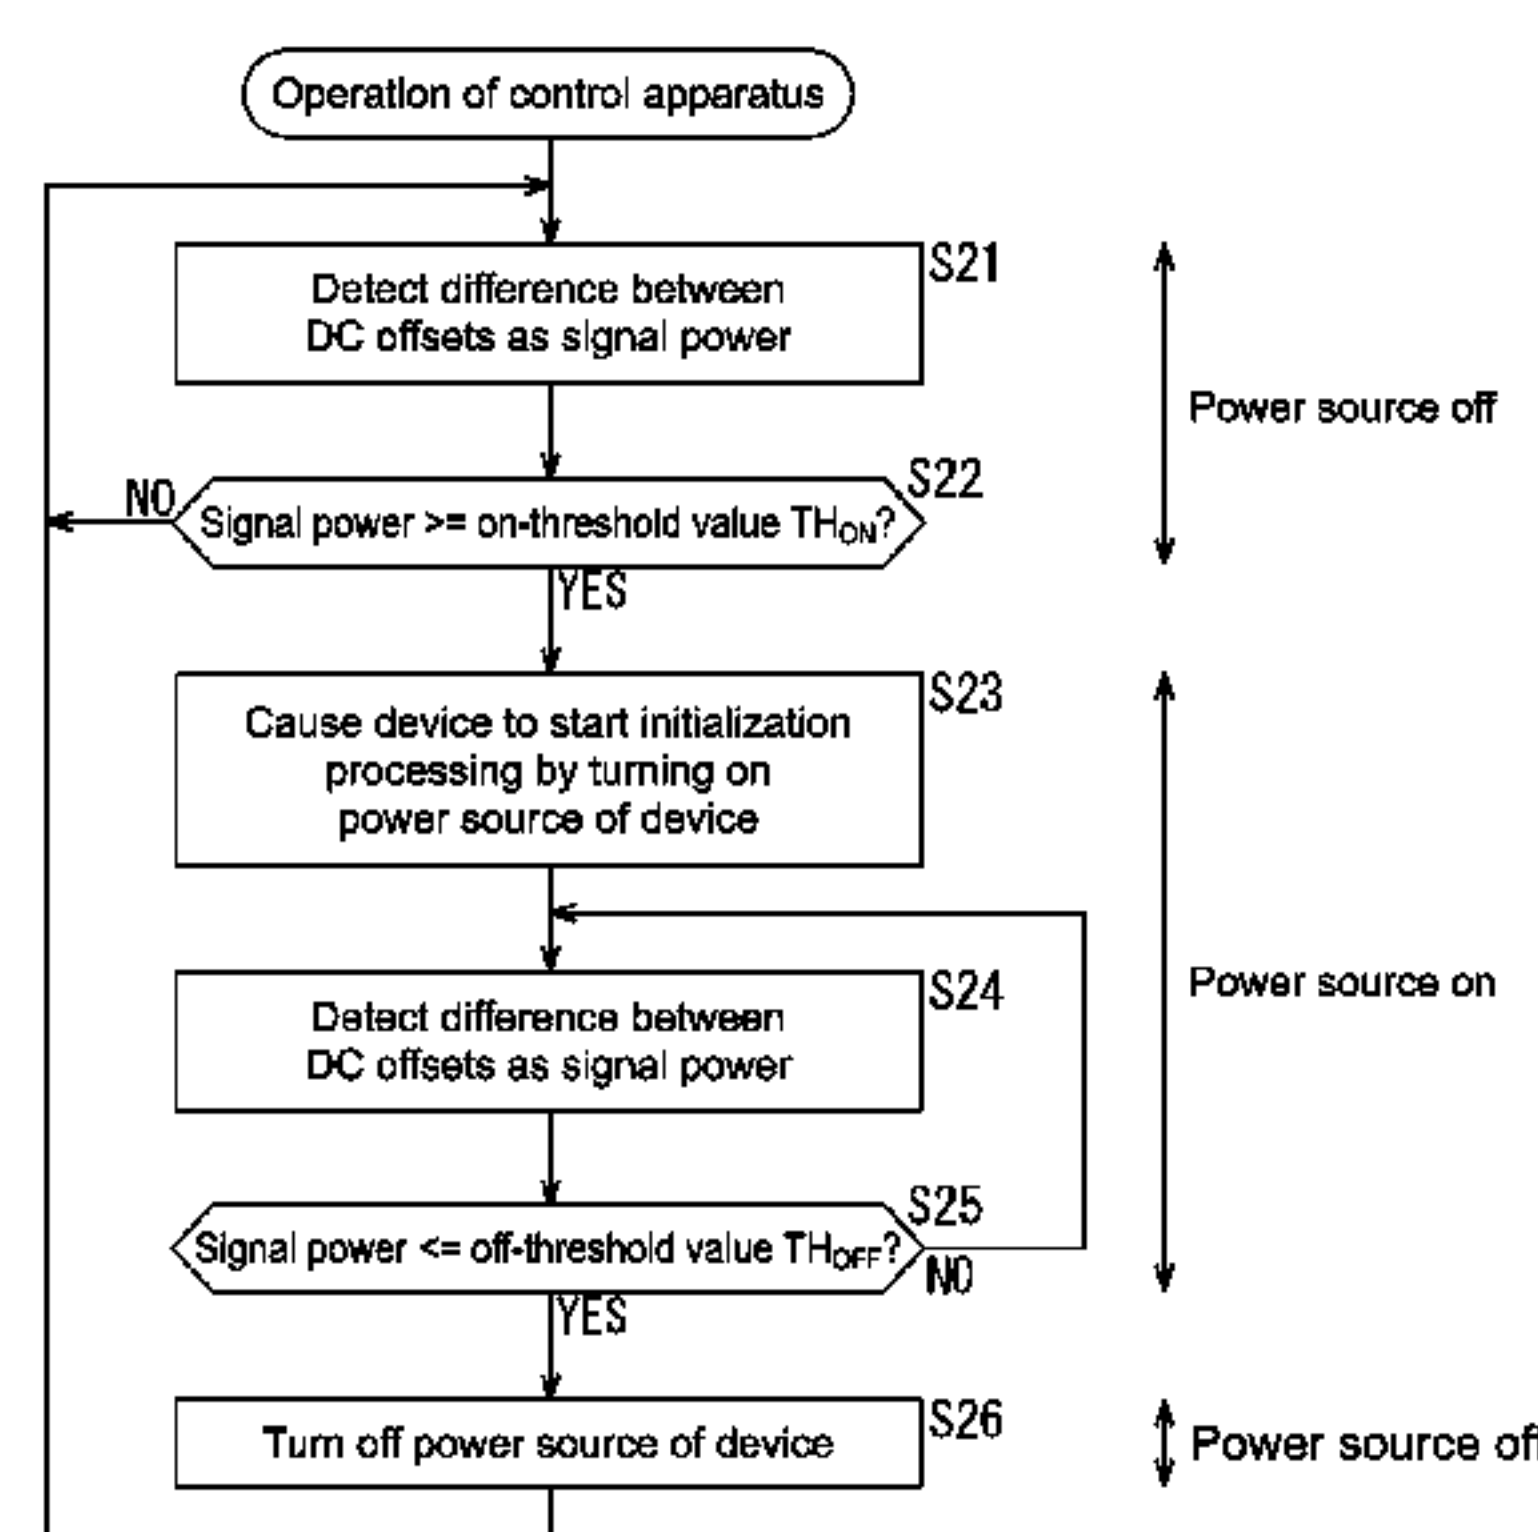 Operation of control apparatus
S21
Detect difference between
DC offsets as signal power
Power source off
NO
S22
Signal power >= on-threshold value THON?
YES
S23
Cause device to start initialization
processing by turning on
power source of device
S24
Detect difference between
DC offsets as signal power
Power source on
S25
Signal power <= off-threshold value THOFF?
NO
YES
S26
Turn off power source of device
Power source off